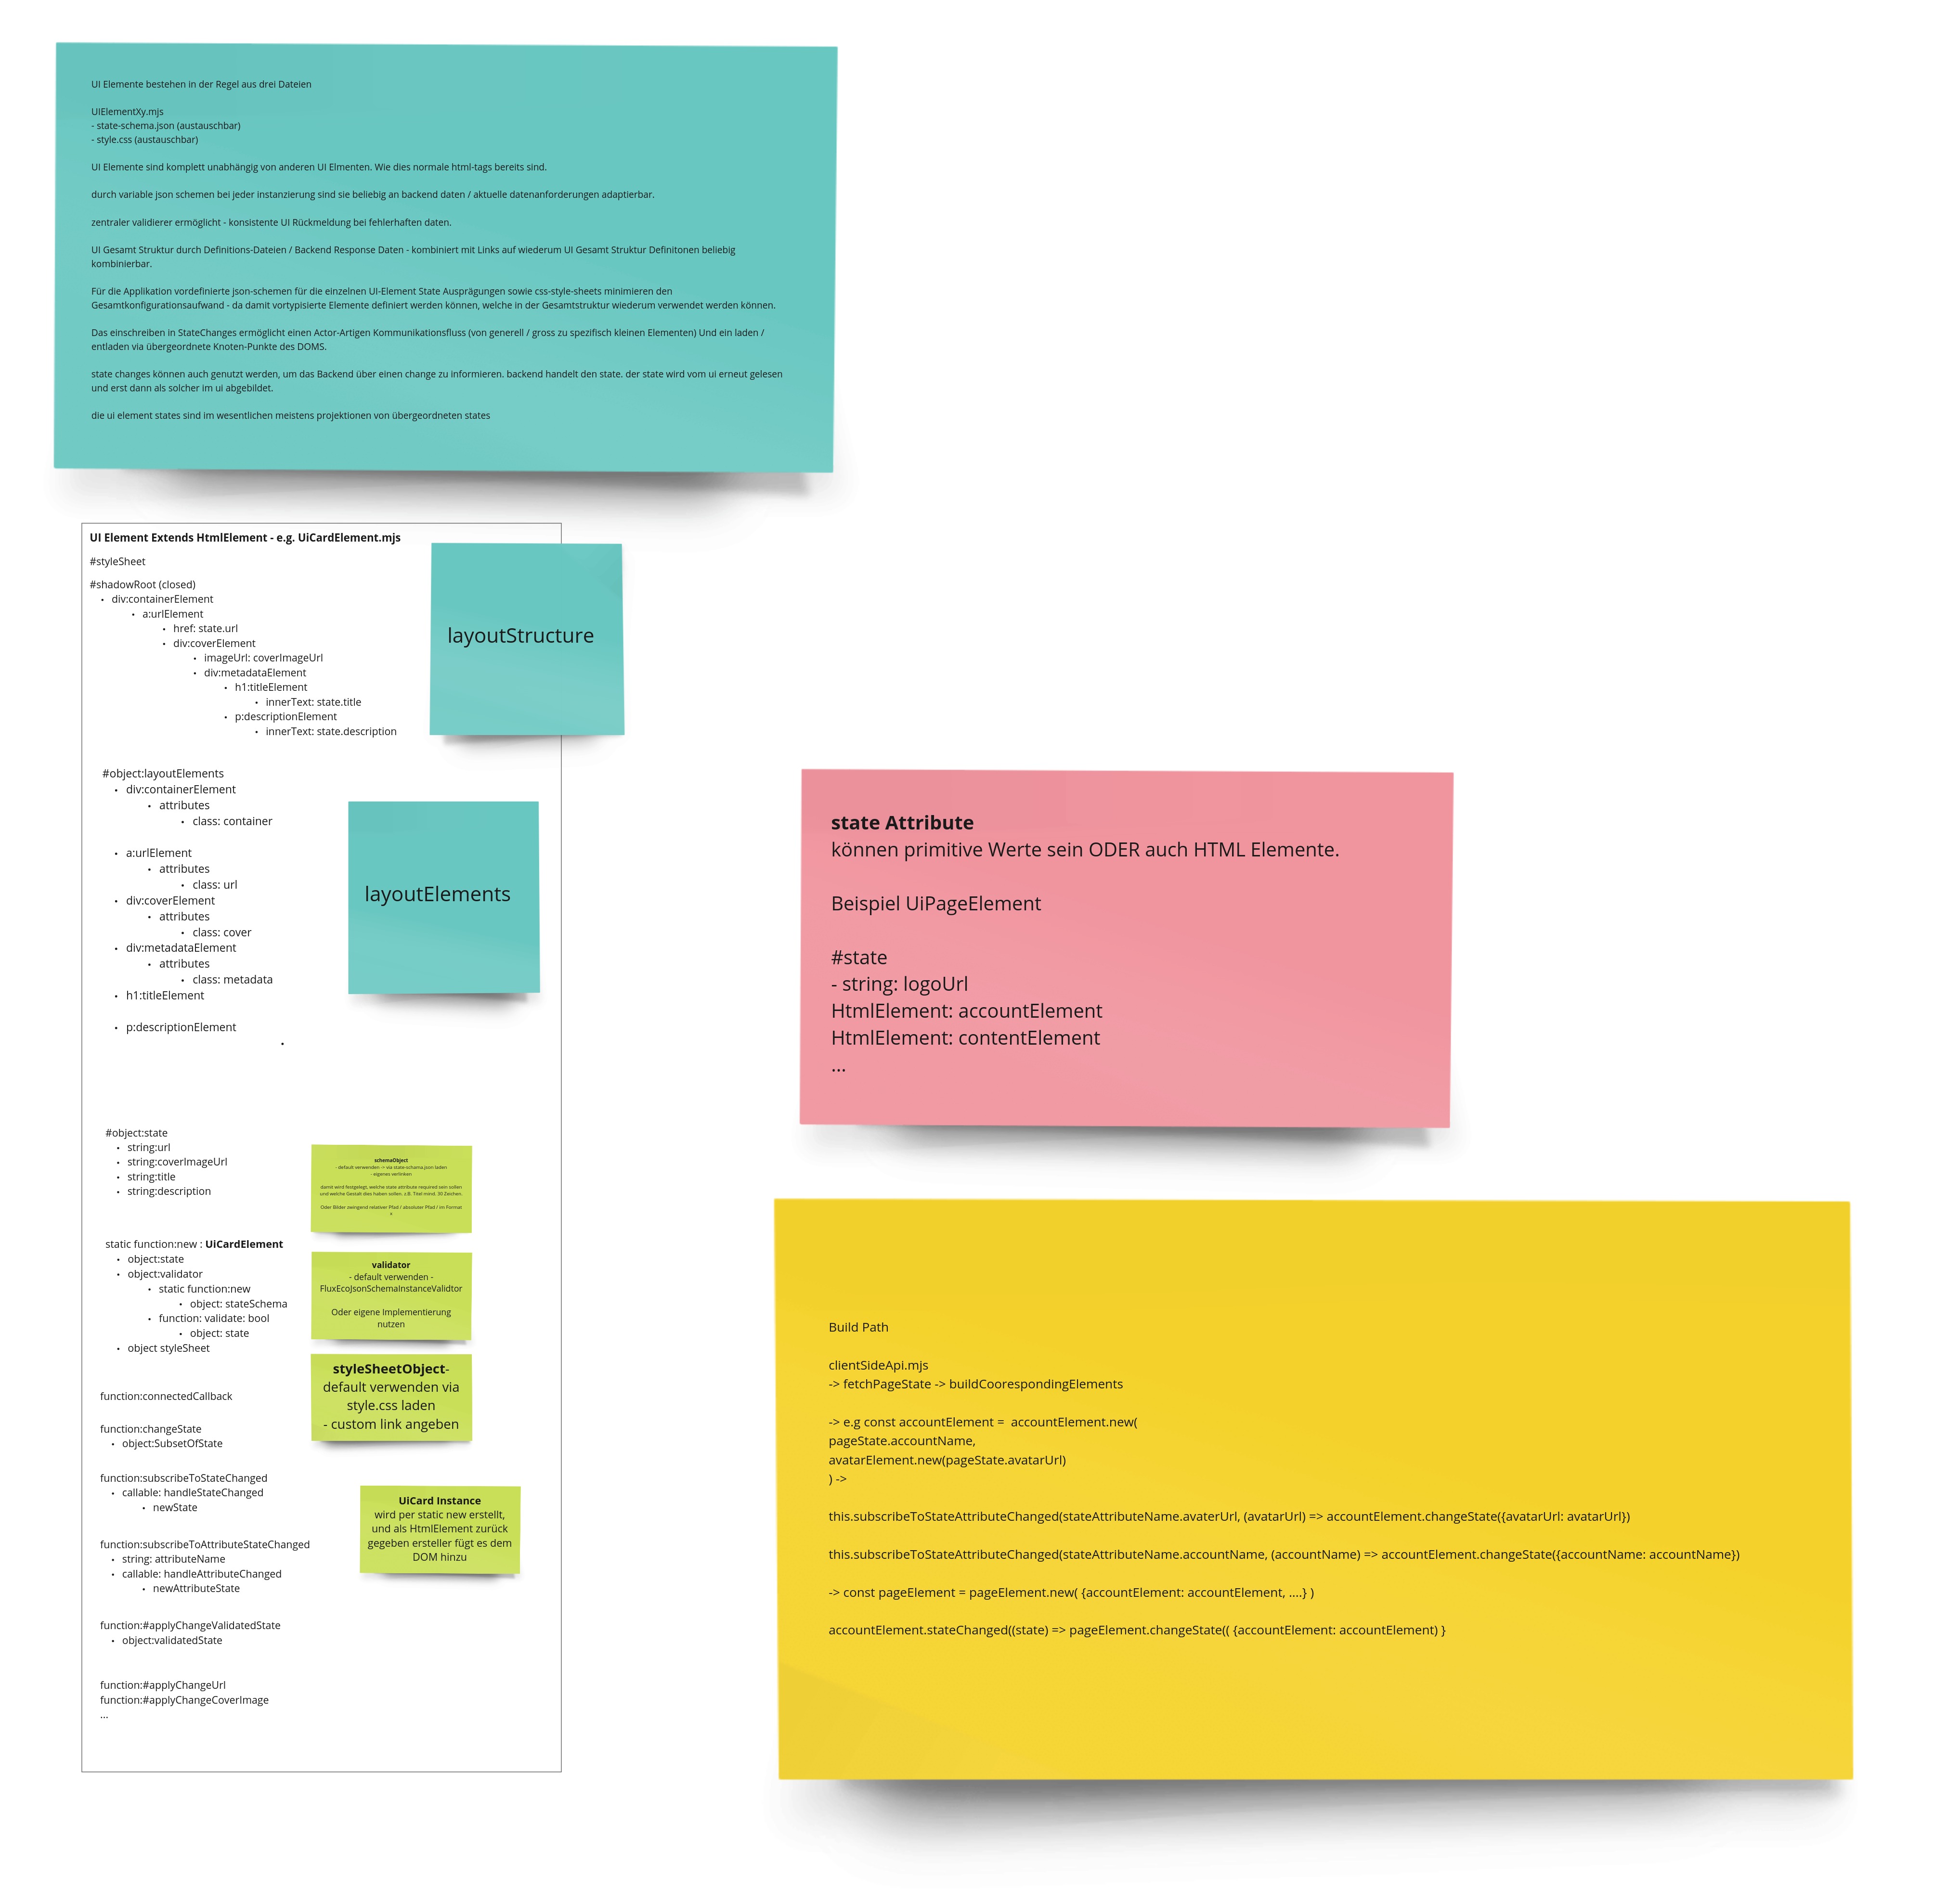 UI Elemente bestehen in der Regel aus drei Dateien
UIElementXy.mjs
- state-schema.json (austauschbar)
- style.css (austauschbar)
UI Elemente sind komplett unabhängig von anderen UI Elmenten. Wie dies normale html-tags bereits sind.
durch variable json schemen bei jeder instanzierung sind sie beliebig an backend daten / aktuelle datenanforderungen adaptierbar.
zentraler validierer ermöglicht - konsistente UI Rückmeldung bei fehlerhaften daten.
UI Gesamt Struktur durch Definitions-Dateien / Backend Response Daten - kombiniert mit Links auf wiederum UI Gesamt Struktur Definitonen beliebig
kombinierbar.
Für die Applikation vordefinierte json-schemen für die einzelnen UI-Element State Ausprägungen sowie css-style-sheets minimieren den
Gesamtkonfigurationsaufwand - da damit vortypisierte Elemente definiert werden können, welche in der Gesamtstruktur wiederum verwendet werden können.
Das einschreiben in StateChanges ermöglicht einen Actor-Artigen Kommunikationsfluss (von generell / gross zu spezifisch kleinen Elementen) Und ein laden /
entladen via übergeordnete Knoten-Punkte des DOMS.
state changes können auch genutzt werden, um das Backend über einen change zu informieren. backend handelt den state. der state wird vom ui erneut gelesen
und erst dann als solcher im ui abgebildet.
die ui element states sind im wesentlichen meistens projektionen von übergeordneten states
UI Element Extends HtmlElement - e.g. UiCardElement.mjs
#styleSheet
#shadowRoot (closed)
• div:containerElement
• a:urlElement
• href: state.url
• div:coverElement
• imageUrl: coverImageUrl
• div:metadataElement
• h1:titleElement
• innerText: state.title
• p:descriptionElement
• innerText: state.description
layoutStructure
#object:layoutElements
• div:containerElement
• attributes
• class: container
• a:urlElement
• attributes
• class: url
• div:coverElement
• attributes
• class: cover
• div:metadataElement
• attributes
• class: metadata
• h1:titleElement
• p:descriptionElement
•
layoutElements
#object:state
• string:url
• string:coverImageUrl
• string:title
• string:description
schemaObject
- default verwenden -> via state-schama.json laden
- eigenes verlinken
damit wird festgelegt, welche state attribute required sein sollen
und welche Gestalt dies haben sollen. z.B. Titel mind. 30 Zeichen.
Oder Bilder zwingend relativer Pfad / absoluter Pfad / im Format
x
static function:new : UiCardElement
• object:state
• object:validator
• static function:new
• object: stateSchema
• function: validate: bool
• object: state
• object styleSheet
validator
- default verwenden -
FluxEcoJsonSchemaInstanceValidtor
Oder eigene Implementierung
nutzen
styleSheetObject-
default verwenden via
style.css laden
- custom link angeben
function:connectedCallback
function:changeState
• object:SubsetOfState
function:subscribeToStateChanged
• callable: handleStateChanged
• newState
function:subscribeToAttributeStateChanged
• string: attributeName
• callable: handleAttributeChanged
• newAttributeState
UiCard Instance
wird per static new erstellt,
und als HtmlElement zurück
gegeben ersteller fügt es dem
DOM hinzu
function:#applyChangeValidatedState
• object:validatedState
function:#applyChangeUrl
function:#applyChangeCoverImage
...
state Attribute
können primitive Werte sein ODER auch HTML Elemente.
Beispiel UiPageElement
#state
- string: logoUrl
HtmlElement: accountElement
HtmlElement: contentElement
...
Build Path
clientSideApi.mjs
-> fetchPageState -> buildCoorespondingElements
-> e.g const accountElement =  accountElement.new(
pageState.accountName,
avatarElement.new(pageState.avatarUrl)
) ->
this.subscribeToStateAttributeChanged(stateAttributeName.avaterUrl, (avatarUrl) => accountElement.changeState({avatarUrl: avatarUrl})
this.subscribeToStateAttributeChanged(stateAttributeName.accountName, (accountName) => accountElement.changeState({accountName: accountName})
-> const pageElement = pageElement.new( {accountElement: accountElement, ....} )
accountElement.stateChanged((state) => pageElement.changeState(( {accountElement: accountElement) }